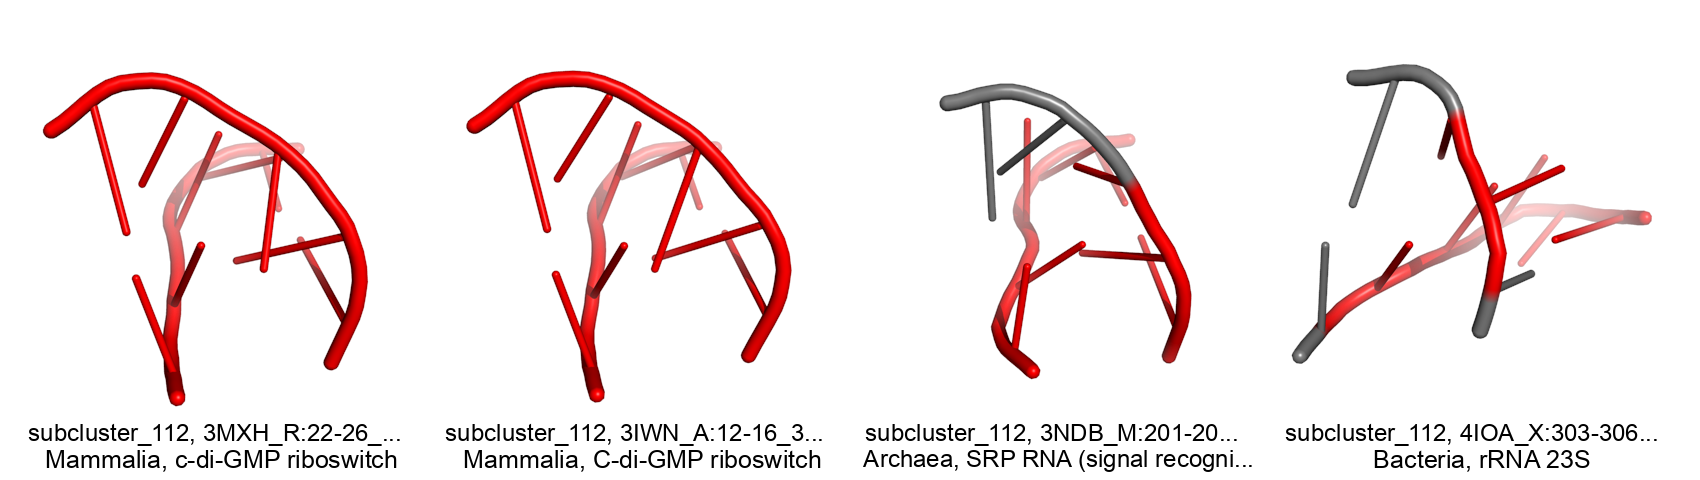 subcluster_112, 3MXH_R:22-26_...
Mammalia, c-di-GMP riboswitch
subcluster_112, 3IWN_A:12-16_3...
Mammalia, C-di-GMP riboswitch
subcluster_112, 3NDB_M:201-20...
Archaea, SRP RNA (signal recogni...
subcluster_112, 4IOA_X:303-306...
Bacteria, rRNA 23S